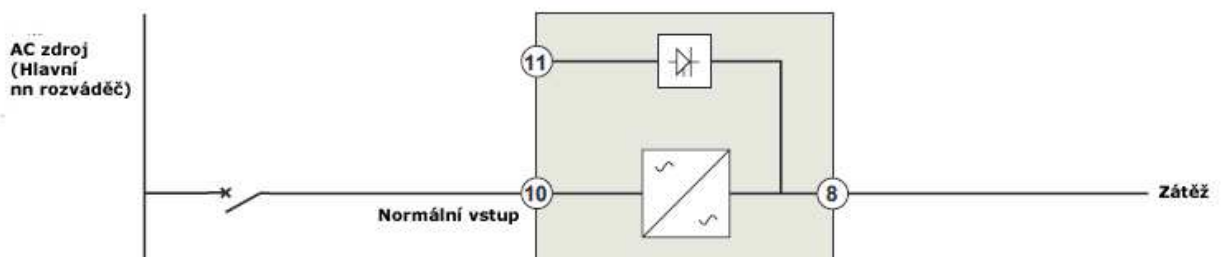 AC zdroj
(Hlavní
nn rozváděč)
11
10
8
Normální vstup
Zátěž